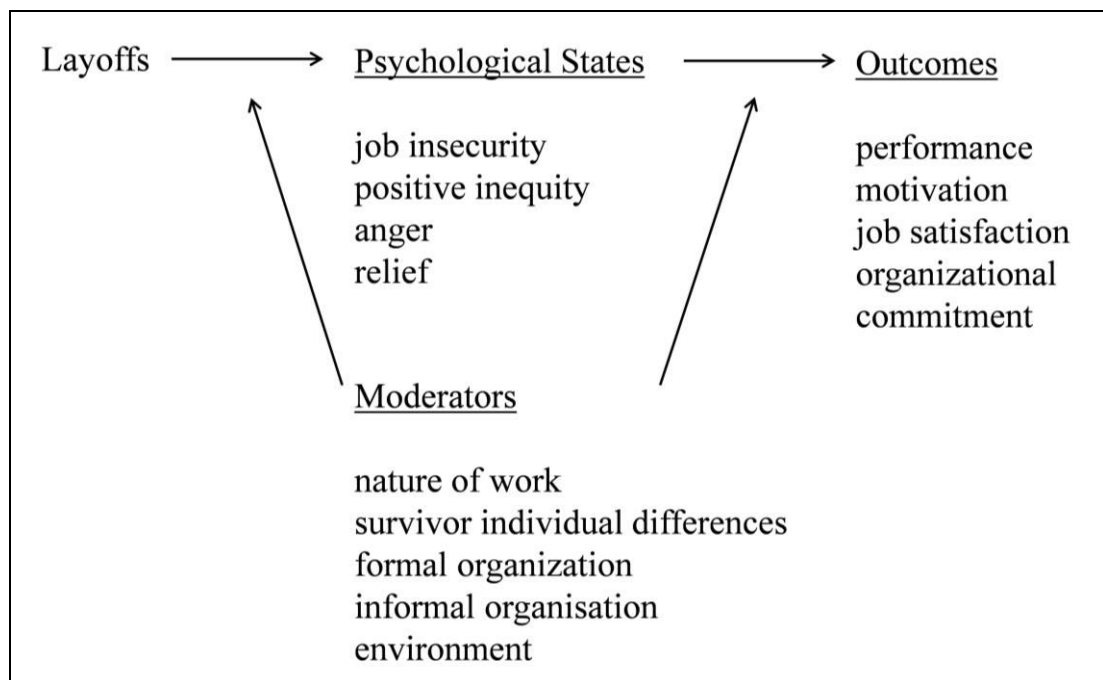 Layoffs
Psychological States
Outcomes
job insecurity
positive inequity
anger
relief
performance
motivation
job satisfaction
organizational
commitment
Moderators
nature of work
survivor individual differences
formal organization
informal organisation
environment